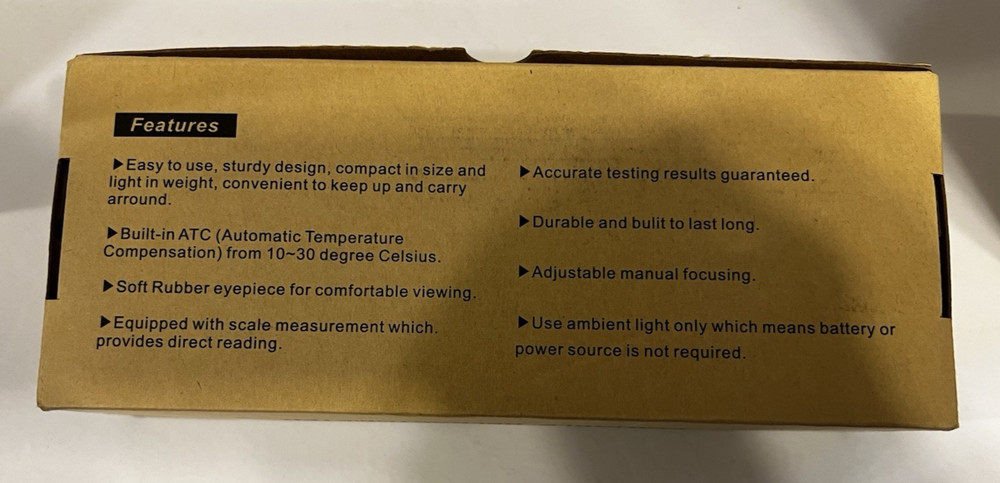 Features
▶Easy to use, sturdy design, compact in size and
light in weight, convenient to keep up and carry
arround.
▶Built-in ATC (Automatic Temperature
Compensation) from 10~30 degree Celsius.
▶Soft Rubber eyepiece for comfortable viewing.
▶Equipped with scale measurement which.
provides direct reading.
▶Accurate testing results guaranteed.
▶Durable and bulit to last long.
▶Adjustable manual focusing.
▶Use ambient light only which means battery or
power source is not required.